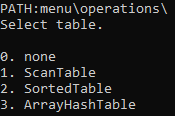 PATH:menu\operations\
Select table.
0. none
1. ScanTable
2. SortedTable
3. ArrayHashTable